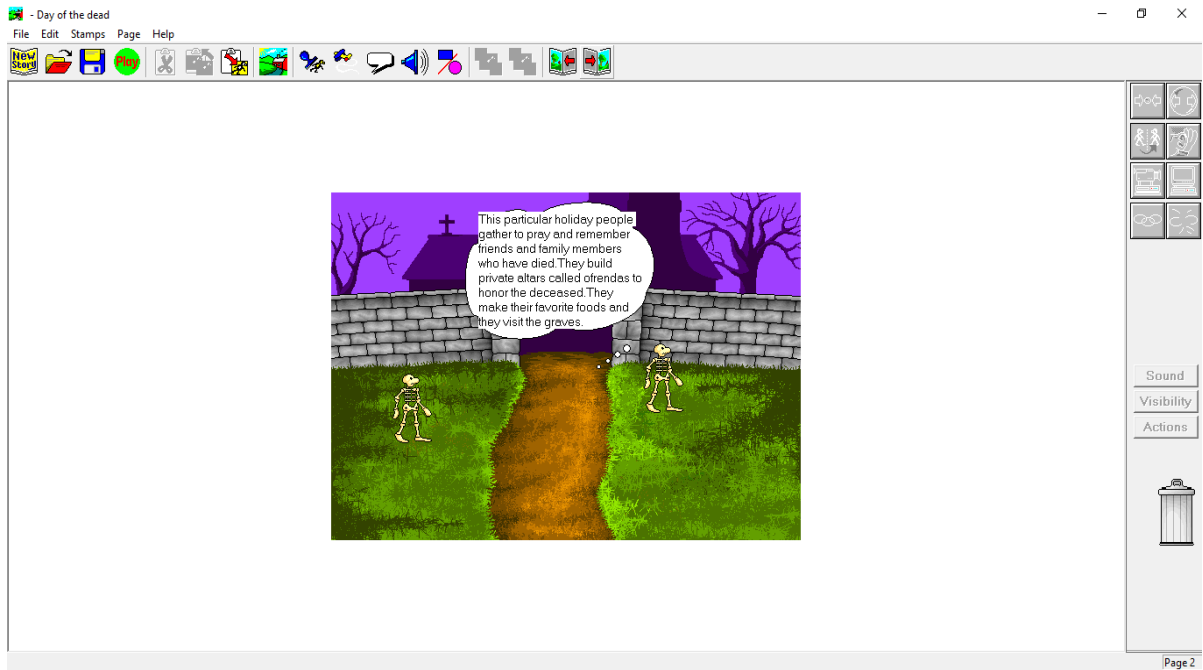 - Day of the dead
File Edit Stamps Page Help
New Story Play
This particular holiday people
gather to pray and remember
friends and family members
who have died.They build
private altars called ofrendas to
honor the deceased.They
make their favorite foods and
they visit the graves.
Sound
Visibility
Actions
Page 2